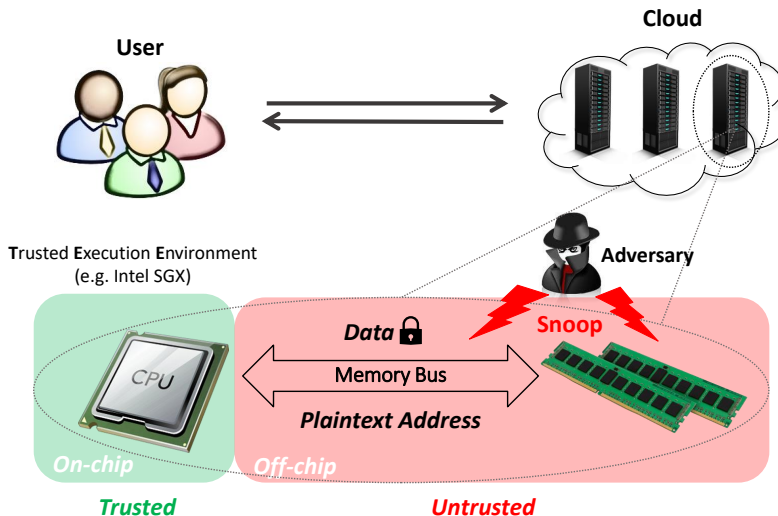 User
Cloud
Trusted Execution Environment
(e.g. Intel SGX)
Adversary
Data
Snoop
CPU
Memory Bus
Plaintext Address
On-chip
Off-chip
Trusted
Untrusted